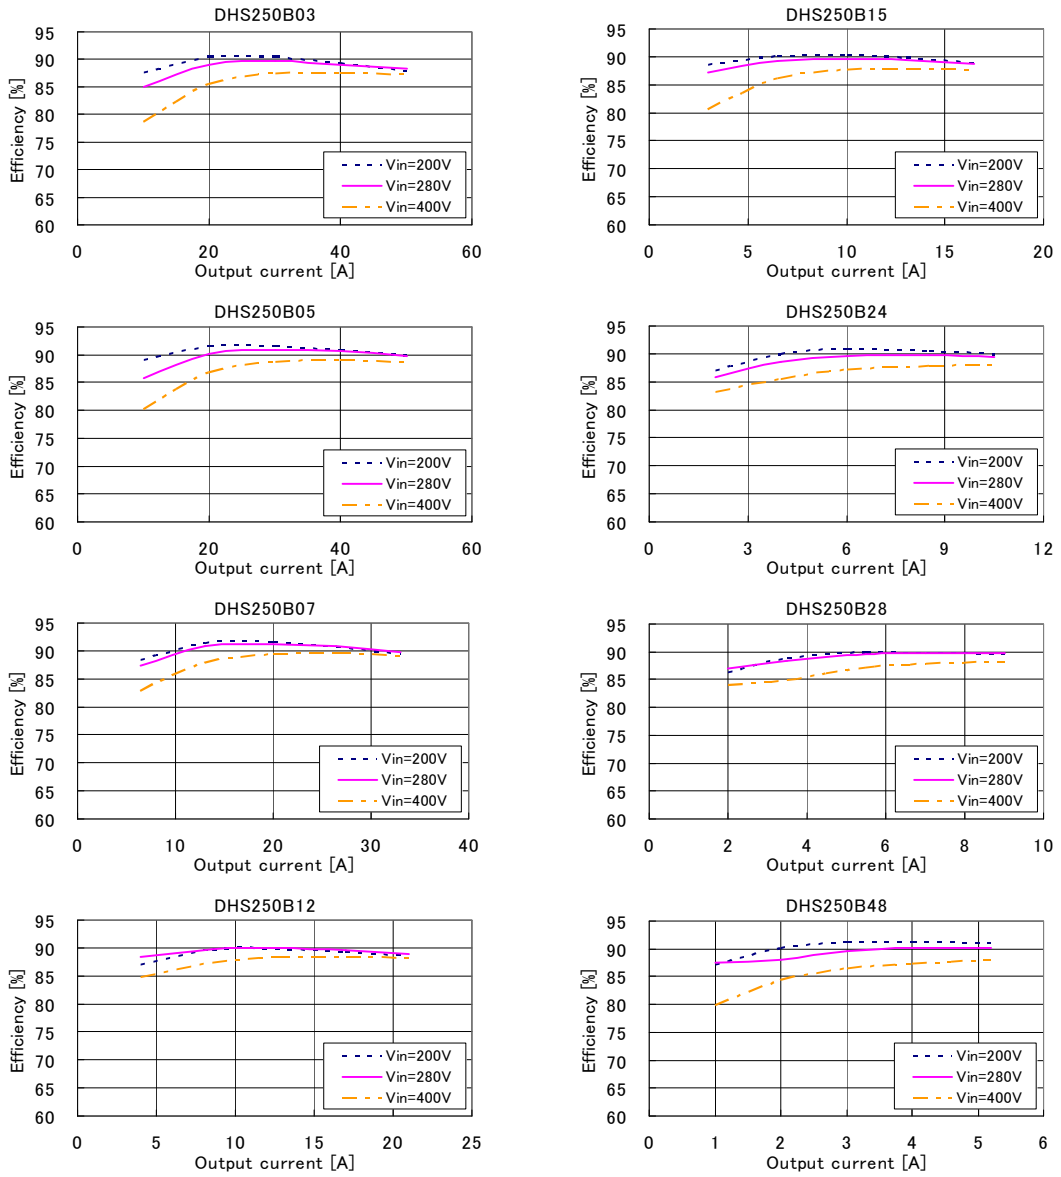 DHS250B03
95
90
85
80
75
70
65
60
Efficiency [%]
Vin=200V
Vin=280V
Vin=400V
0 20 40 60
Output current [A]
DHS250B15
95
90
85
80
75
70
65
60
Efficiency [%]
Vin=200V
Vin=280V
Vin=400V
0 5 10 15 20
Output current [A]
DHS250B05
95
90
85
80
75
70
65
60
Efficiency [%]
Vin=200V
Vin=280V
Vin=400V
0 20 40 60
Output current [A]
DHS250B24
95
90
85
80
75
70
65
60
Efficiency [%]
Vin=200V
Vin=280V
Vin=400V
0 3 6 9 12
Output current [A]
DHS250B07
95
90
85
80
75
70
65
60
Efficiency [%]
Vin=200V
Vin=280V
Vin=400V
0 10 20 30 40
Output current [A]
DHS250B28
95
90
85
80
75
70
65
60
Efficiency [%]
Vin=200V
Vin=280V
Vin=400V
0 2 4 6 8 10
Output current [A]
DHS250B12
95
90
85
80
75
70
65
60
Efficiency [%]
Vin=200V
Vin=280V
Vin=400V
0 5 10 15 20 25
Output current [A]
DHS250B48
95
90
85
80
75
70
65
60
Efficiency [%]
Vin=200V
Vin=280V
Vin=400V
0 1 2 3 4 5 6
Output current [A]